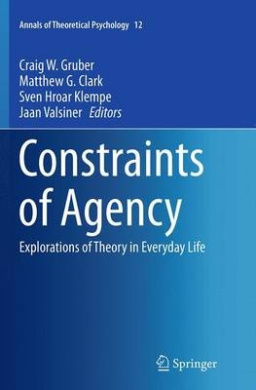 Annals of Theoretical Psychology 12
Craig W. Gruber
Matthew G. Clark
Sven Hroar Klempe
Jaan Valsiner Editors
Constraints
of Agency
Explorations of Theory in Everyday Life
Springer